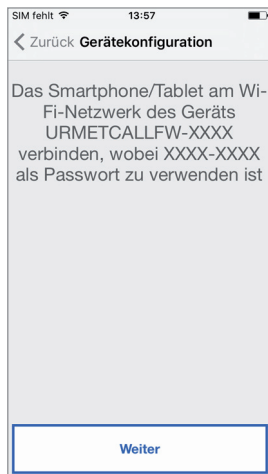 SIM fehlt 13:57
Zurück Gerätekonfiguration
Das Smartphone/Tablet am Wi-
Fi-Netzwerk des Geräts
URMETCALLFW-XXXX
verbinden, wobei XXXX-XXXX
als Passwort zu verwenden ist
Weiter